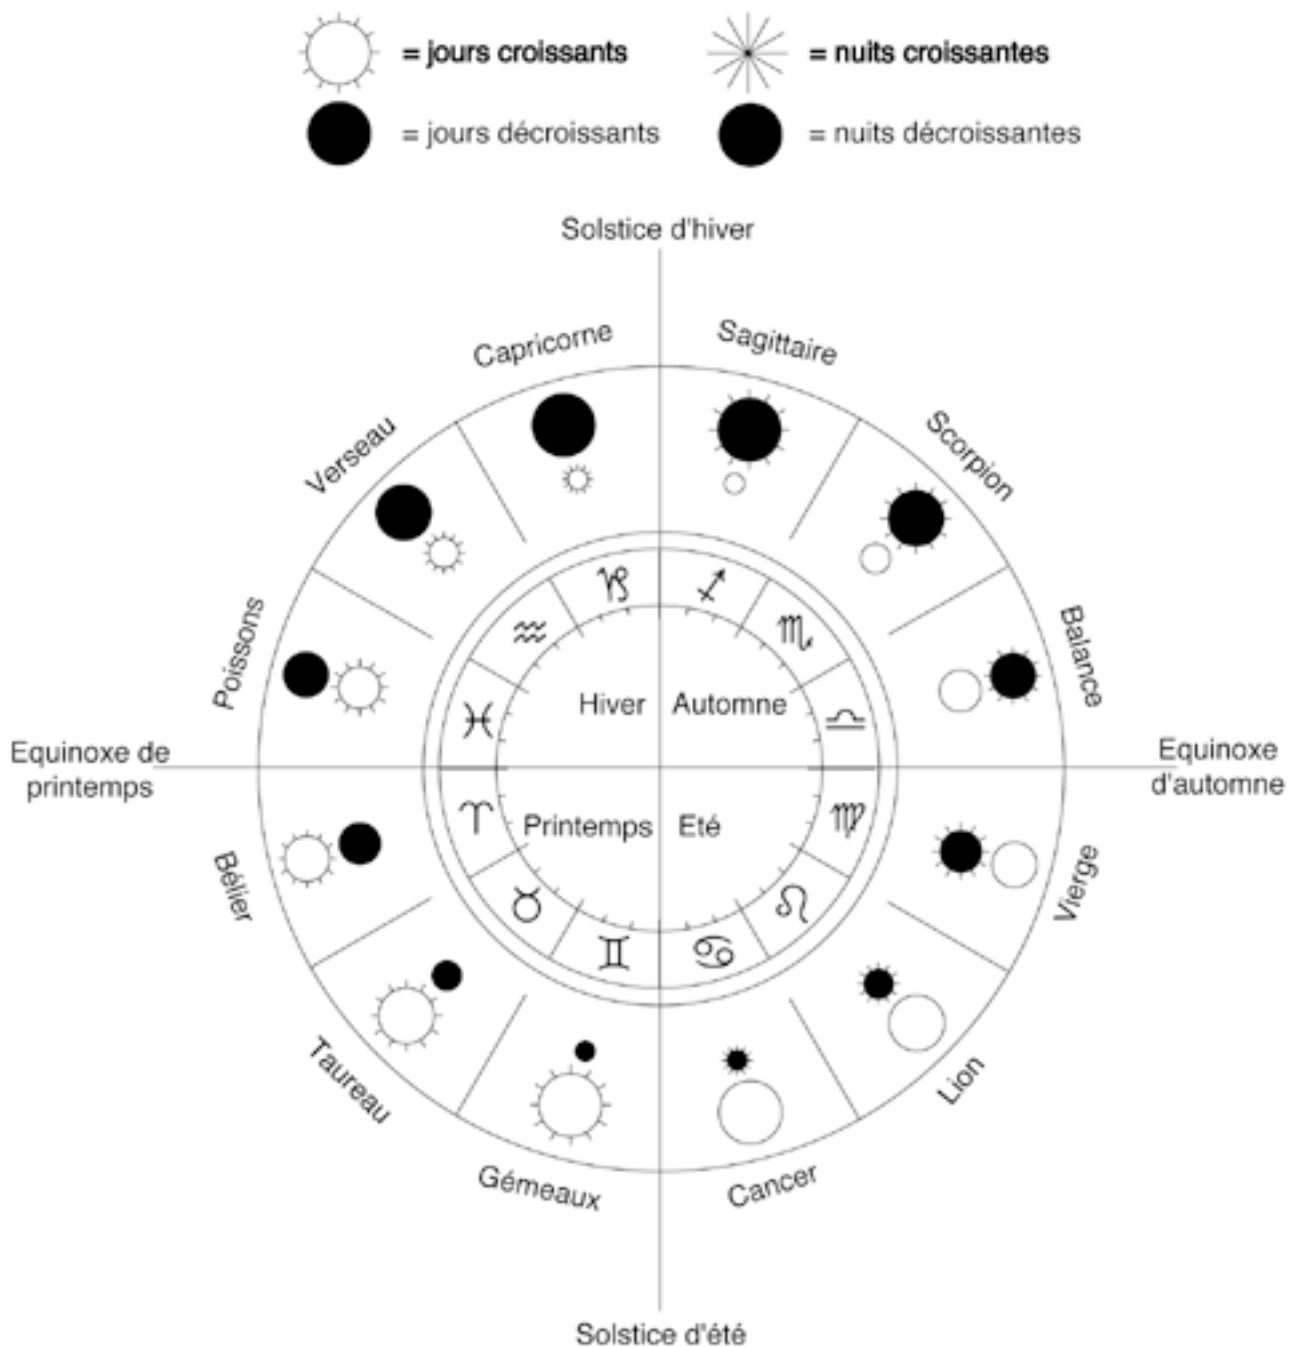 = jours croissants
= nuits croissantes
= jours décroissants
= nuits décroissantes
Solstice d'hiver
Capricorne
Sagittaire
Verseau
Scorpion
Poissons
Balance
Hiver
Automne
Equinoxe de
printemps
Equinoxe
d'automne
Printemps
Eté
Bélier
Vierge
Taureau
Lion
Gémeaux
Cancer
Solstice d'été